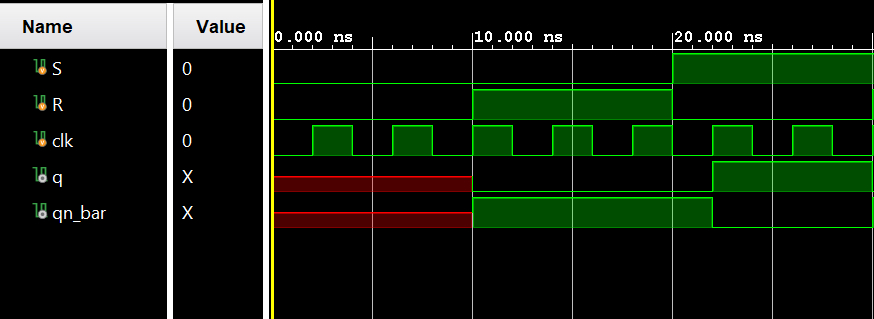 Name Value
0.000 ns 10.000 ns 20.000 ns
S 0
R 0
clk 0
q X
qn_bar X